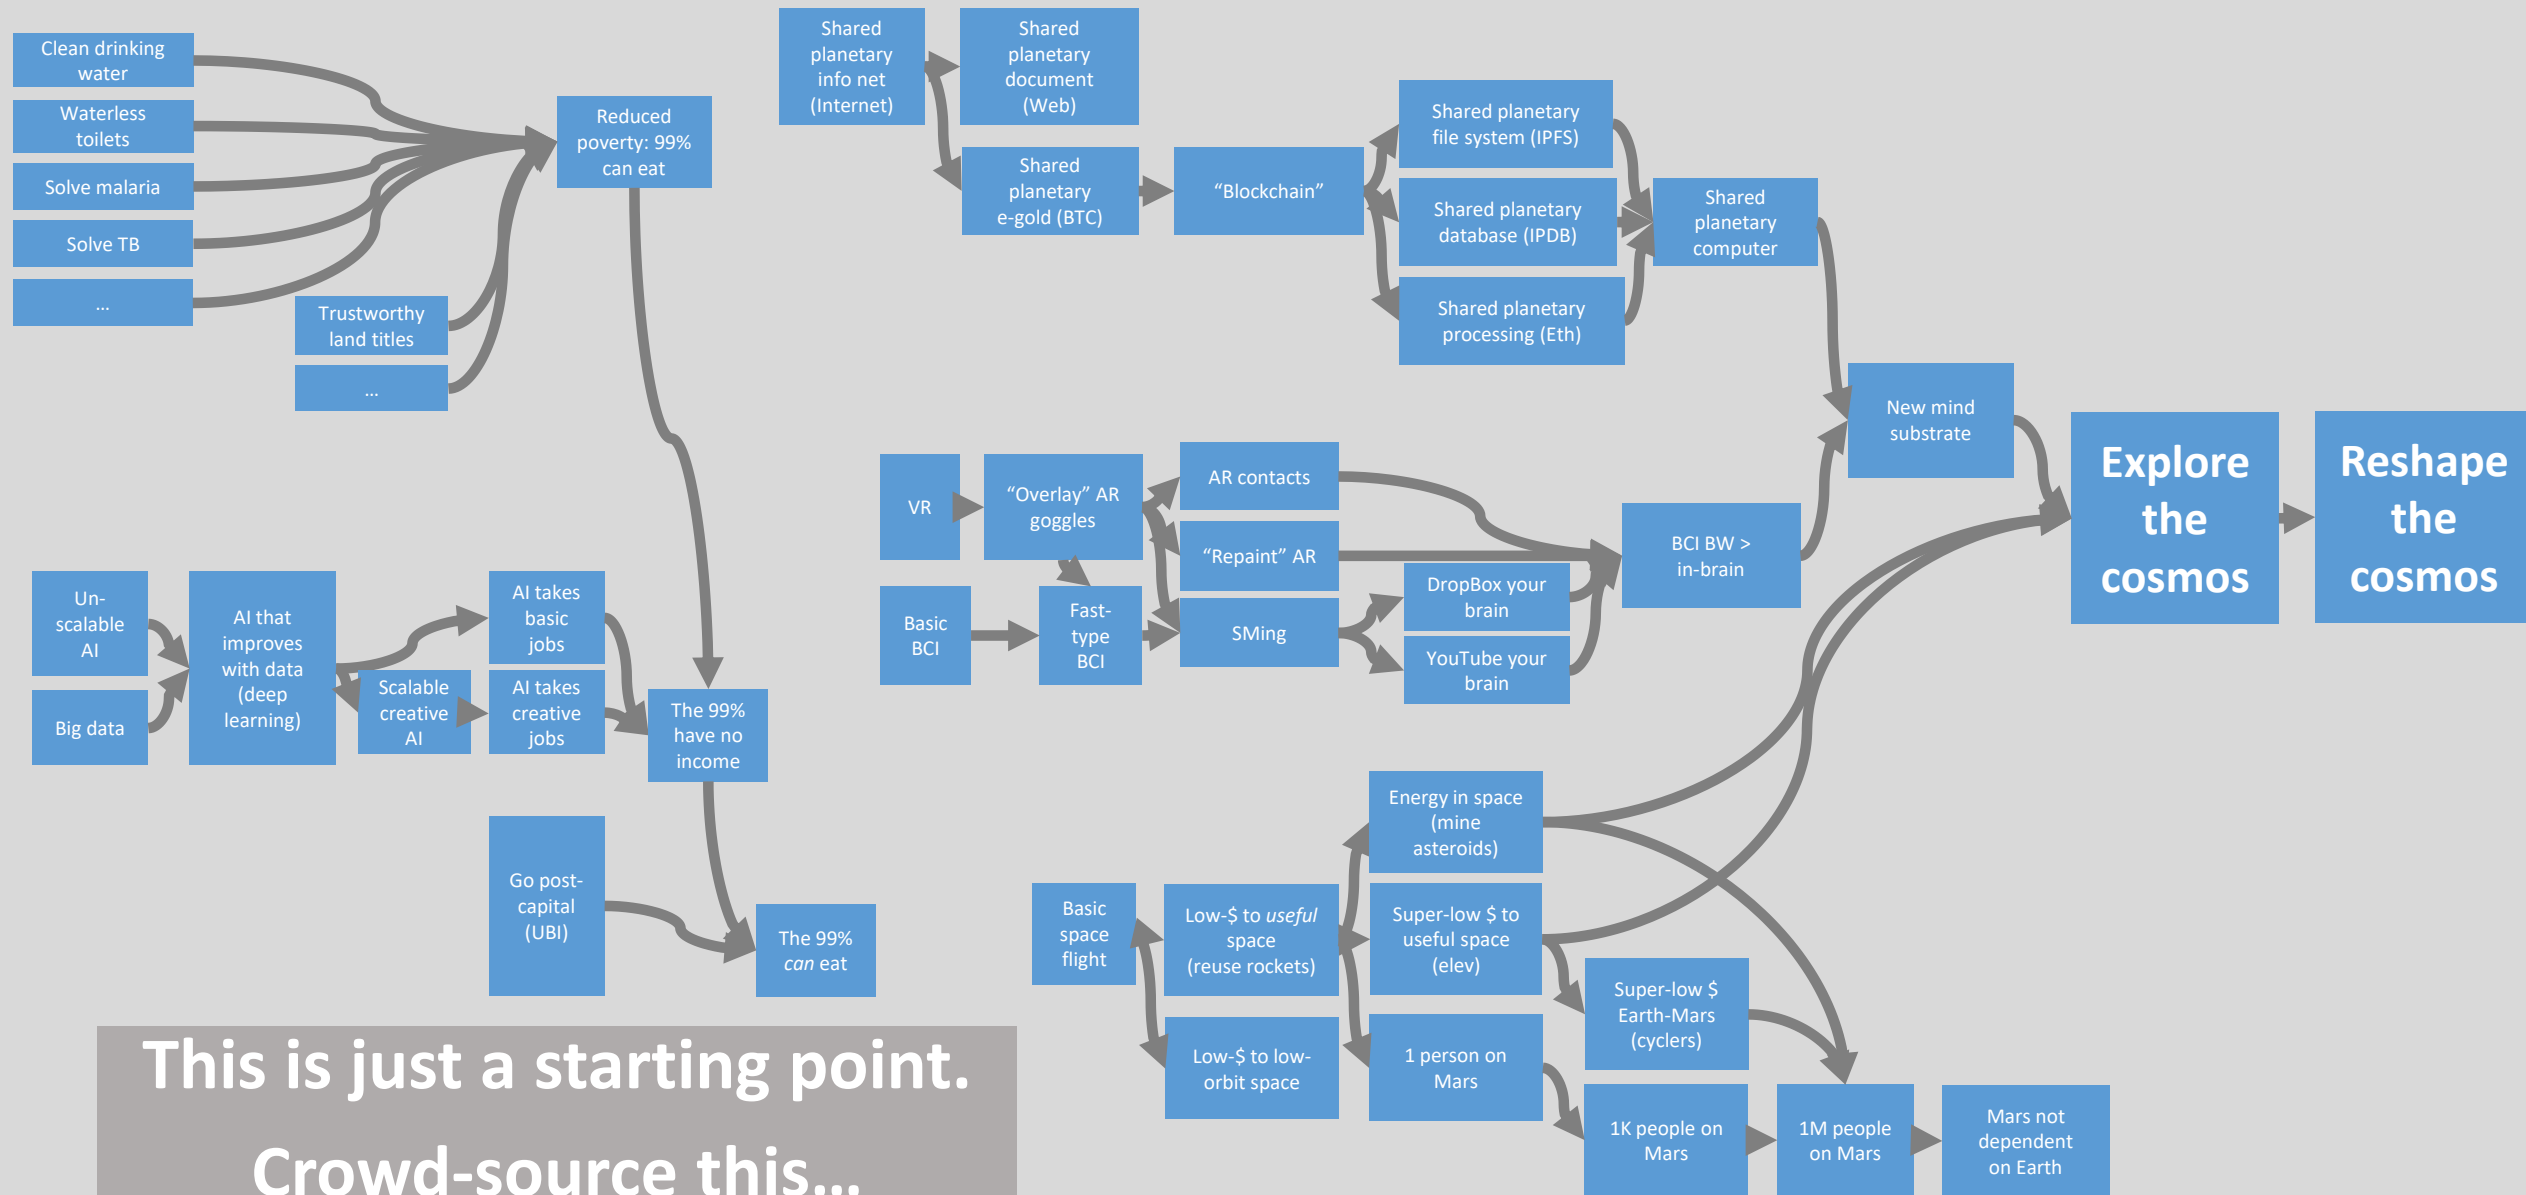 Clean drinking
water
Waterless
toilets
Solve malaria
Solve TB
...
Trustworthy
land titles
...
Reduced
poverty: 99%
can eat
Shared
planetary
info net
(Internet)
Shared
planetary
document
(Web)
Shared
planetary
e-gold (BTC)
“Blockchain”
Shared planetary
file system (IPFS)
Shared planetary
database (IPDB)
Shared planetary
processing (Eth)
Shared
planetary
computer
New mind
substrate
Explore
the
cosmos
Reshape
the
cosmos
VR
“Overlay” AR
goggles
AR contacts
“Repaint” AR
Basic
BCI
Fast-
type
BCI
SMing
DropBox your
brain
YouTube your
brain
BCI BW >
in-brain
Un-
scalable
AI
Big data
AI that
improves
with data
(deep
learning)
AI takes
basic
jobs
Scalable
creative
AI
AI takes
creative
jobs
The 99%
have no
income
Go post-
capital
(UBI)
The 99%
can eat
Basic
space
flight
Low-$ to useful
space
(reuse rockets)
Low-$ to low-
orbit space
Energy in space
(mine
asteroids)
Super-low $ to
useful space
(elev)
1 person on
Mars
Super-low $
Earth-Mars
(cyclers)
1K people on
Mars
1M people
on Mars
Mars not
dependent
on Earth
This is just a starting point.
Crowd-source this…